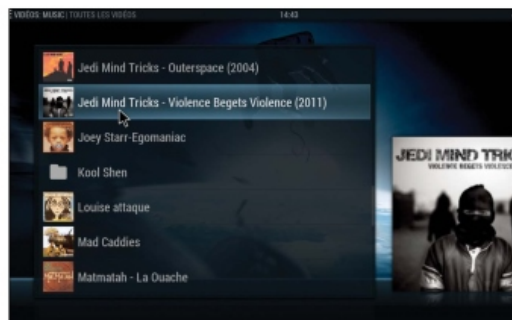 VIDÉOS: MUSIC | TOUTES LES VIDÉOS
14:43
Jedi Mind Tricks - Outerspace (2004)
Jedi Mind Tricks - Violence Begets Violence (2011)
Joey Starr-Egomaniac
Kool Shen
Louise attaque
Mad Caddies
Matmatah - La Ouache
JEDI MIND TRIC
VIOLENCE BEGETS VIOLENC